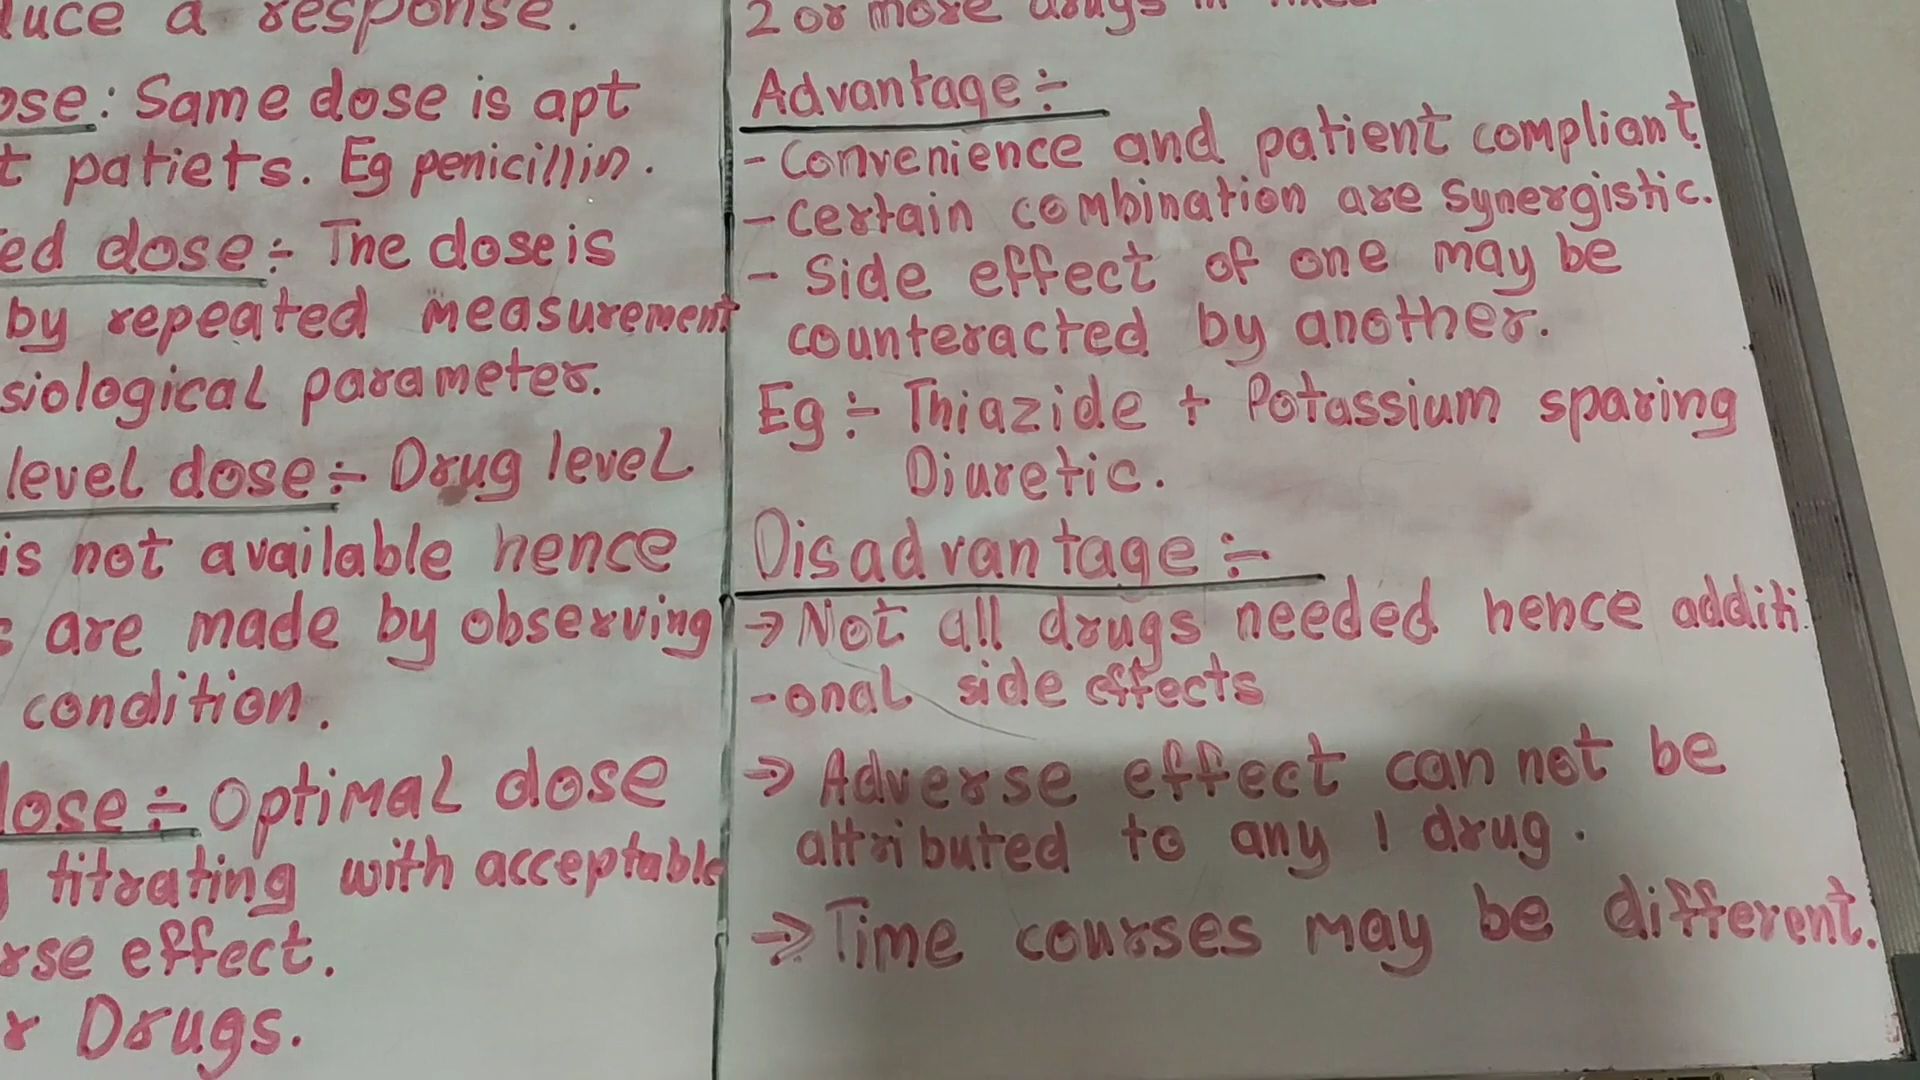 a response.
ose: Same dose is apt
t patiets. Eg penicillin.
ed dose:- The dose is
by repeated measurement
siological parameter.
level dose:- Drug level
is not available hence
s are made by observing
condition.
dose:- Optimal dose
titrating with acceptable
rse effect.
r Drugs.
2 or more drugs in fixed
Advantage:-
- Convenience and patient compliant.
- Certain combination are synergistic.
- Side effect of one may be
counteracted by another.
Eg:- Thiazide + Potassium sparing
Diuretic.
Disadvantage:-
→ Not all drugs needed hence additi
-onal side effects
→ Adverse effect can not be
attributed to any 1 drug.
→ Time courses may be different.